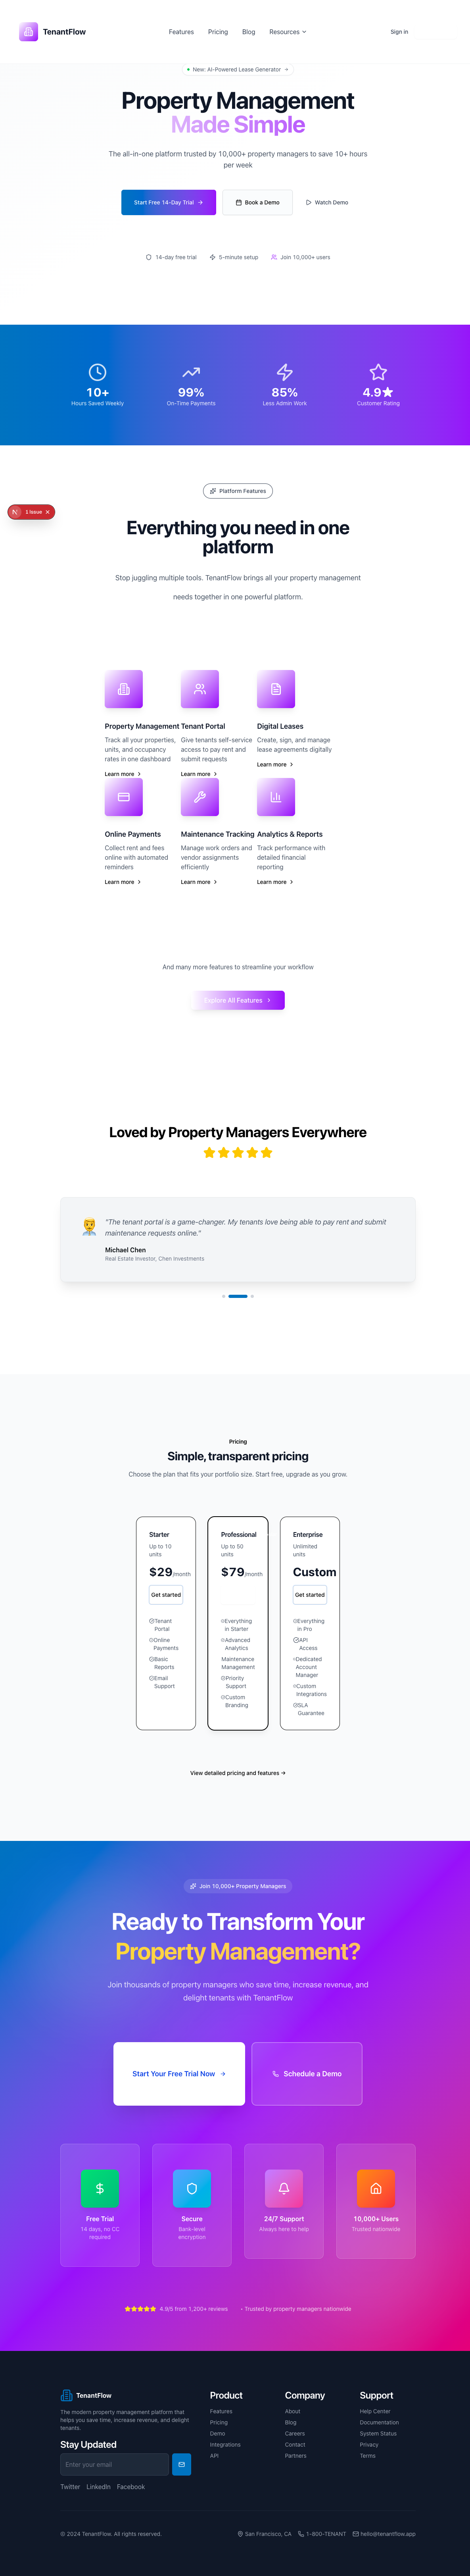 TenantFlow
Features
Pricing
Blog
Resources
Sign in
New: AI-Powered Lease Generator →
Property Management
Made Simple
The all-in-one platform trusted by 10,000+ property managers to save 10+ hours
per week
Start Free 14-Day Trial →
Book a Demo
Watch Demo
14-day free trial
5-minute setup
Join 10,000+ users
10+
Hours Saved Weekly
99%
On-Time Payments
85%
Less Admin Work
4.9★
Customer Rating
N
1 Issue ×
Platform Features
Everything you need in one
platform
Stop juggling multiple tools. TenantFlow brings all your property management
needs together in one powerful platform.
Property Management
Track all your properties,
units, and occupancy
rates in one dashboard
Learn more
Tenant Portal
Give tenants self-service
access to pay rent and
submit requests
Learn more
Digital Leases
Create, sign, and manage
lease agreements digitally
Learn more
Online Payments
Collect rent and fees
online with automated
reminders
Learn more
Maintenance Tracking
Manage work orders and
vendor assignments
efficiently
Learn more
Analytics & Reports
Track performance with
detailed financial
reporting
Learn more
And many more features to streamline your workflow
Explore All Features
Loved by Property Managers Everywhere
"The tenant portal is a game-changer. My tenants love being able to pay rent and submit
maintenance requests online."
Michael Chen
Real Estate Investor, Chen Investments
Pricing
Simple, transparent pricing
Choose the plan that fits your portfolio size. Start free, upgrade as you grow.
Starter
Up to 10
units
$29/month
Get started
Tenant
Portal
Online
Payments
Basic
Reports
Email
Support
Professional
Up to 50
units
$79/month
Everything
in Starter
Advanced
Analytics
Maintenance
Management
Priority
Support
Custom
Branding
Enterprise
Unlimited
units
Custom
Get started
Everything
in Pro
API
Access
Dedicated
Account
Manager
Custom
Integrations
SLA
Guarantee
View detailed pricing and features →
Join 10,000+ Property Managers
Ready to Transform Your
Property Management?
Join thousands of property managers who save time, increase revenue, and
delight tenants with TenantFlow
Start Your Free Trial Now →
Schedule a Demo
Free Trial
14 days, no CC
required
Secure
Bank-level
encryption
24/7 Support
Always here to help
10,000+ Users
Trusted nationwide
4.9/5 from 1,200+ reviews
• Trusted by property managers nationwide
TenantFlow
The modern property management platform that
helps you save time, increase revenue, and delight
tenants.
Stay Updated
Enter your email
Twitter
LinkedIn
Facebook
Product
Features
Pricing
Demo
Integrations
API
Company
About
Blog
Careers
Contact
Partners
Support
Help Center
Documentation
System Status
Privacy
Terms
© 2024 TenantFlow. All rights reserved.
San Francisco, CA
1-800-TENANT
hello@tenantflow.app